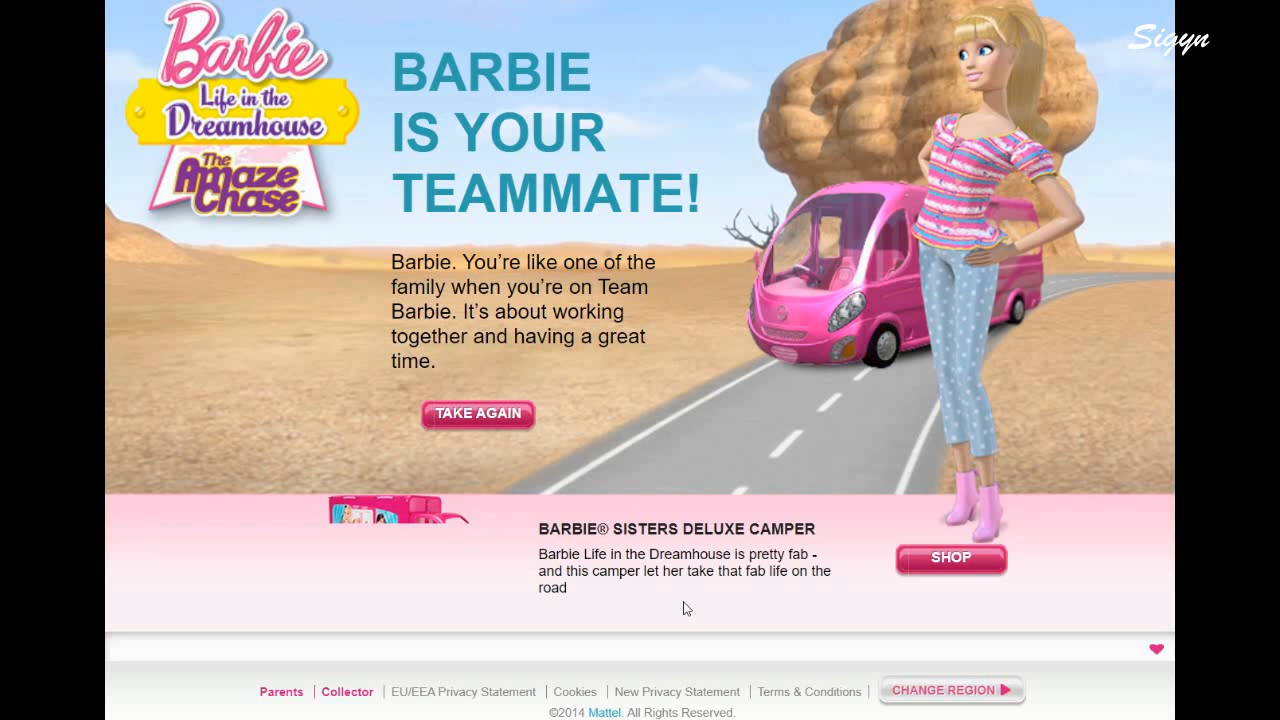 Sigyn
Barbie
Life in the
Dreamhouse
The
Amaze
Chase
BARBIE
IS YOUR
TEAMMATE!
Barbie. You’re like one of the
family when you’re on Team
Barbie. It’s about working
together and having a great
time.
TAKE AGAIN
BARBIE® SISTERS DELUXE CAMPER
Barbie Life in the Dreamhouse is pretty fab -
and this camper let her take that fab life on the
road
SHOP
Parents | Collector | EU/EEA Privacy Statement | Cookies | New Privacy Statement | Terms & Conditions | CHANGE REGION
©2014 Mattel. All Rights Reserved.